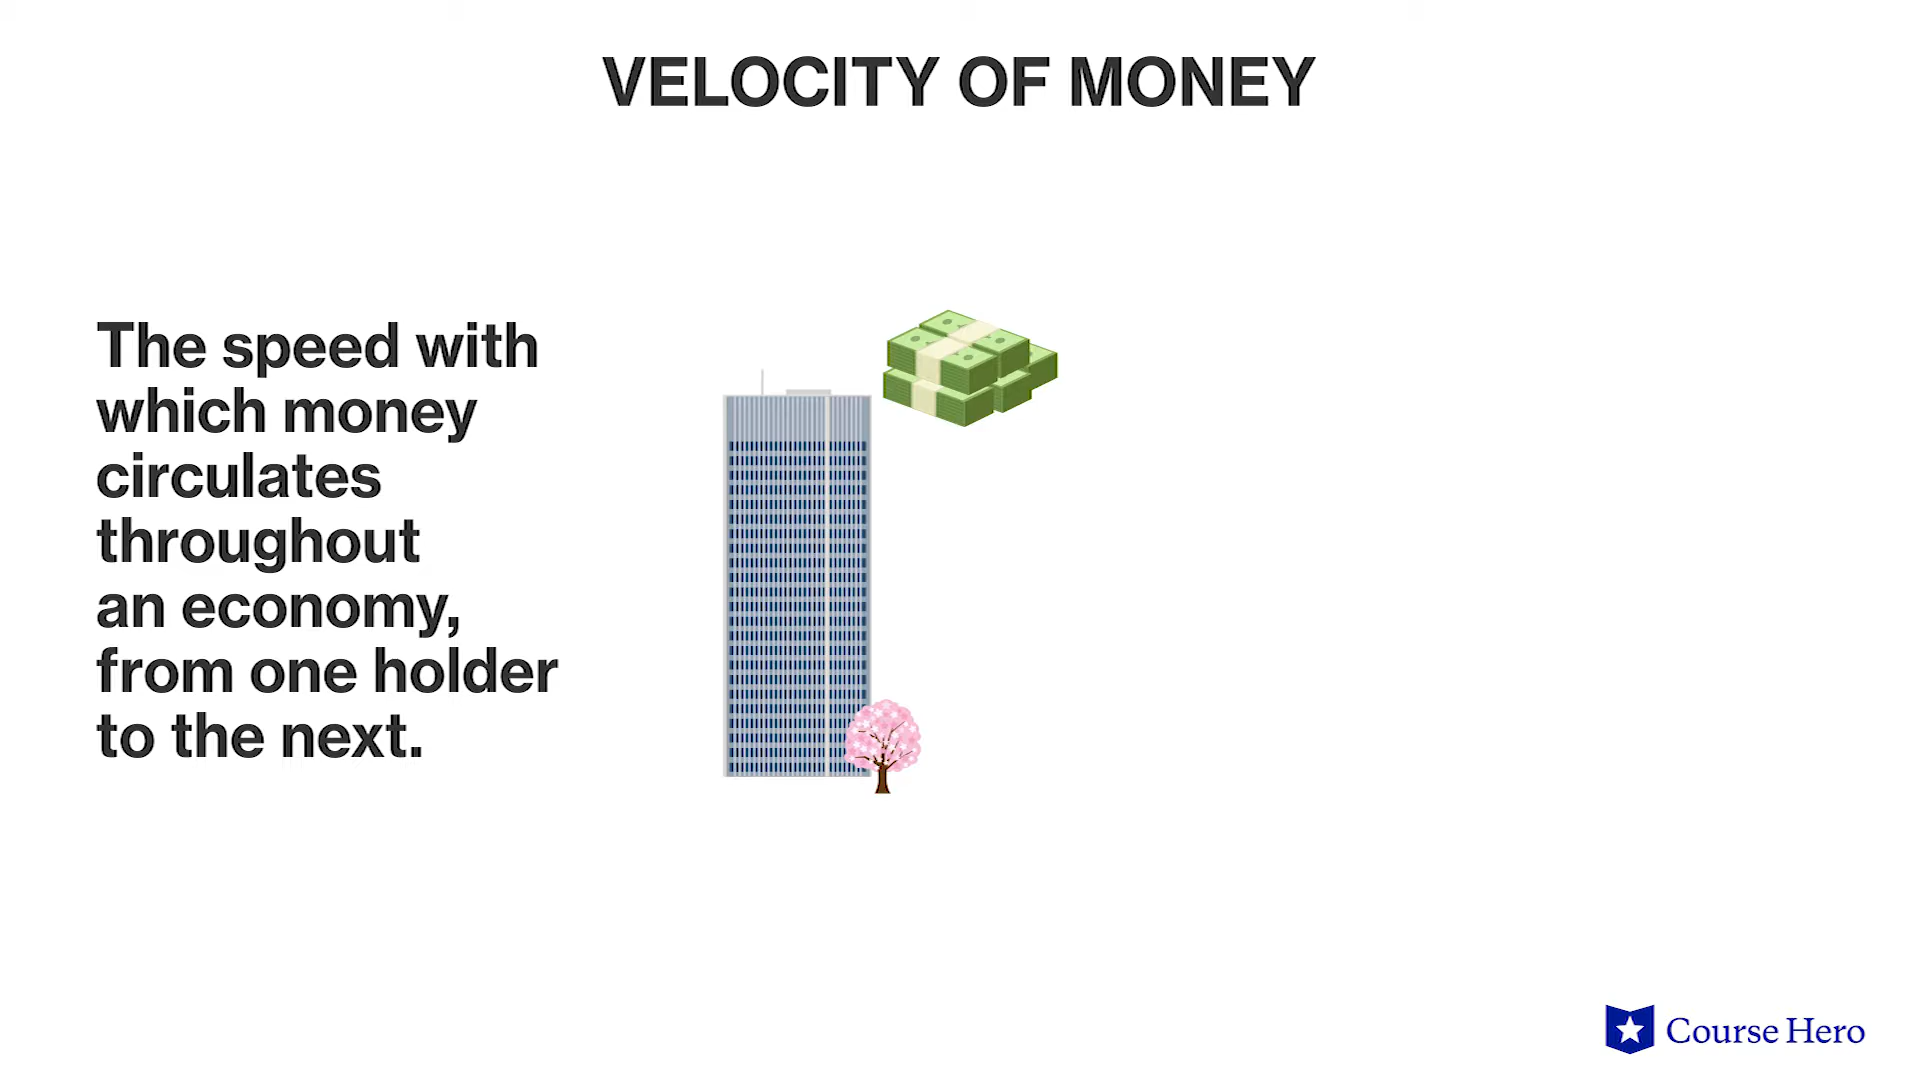 VELOCITY OF MONEY
The speed with
which money
circulates
throughout
an economy,
from one holder
to the next.
Course Hero